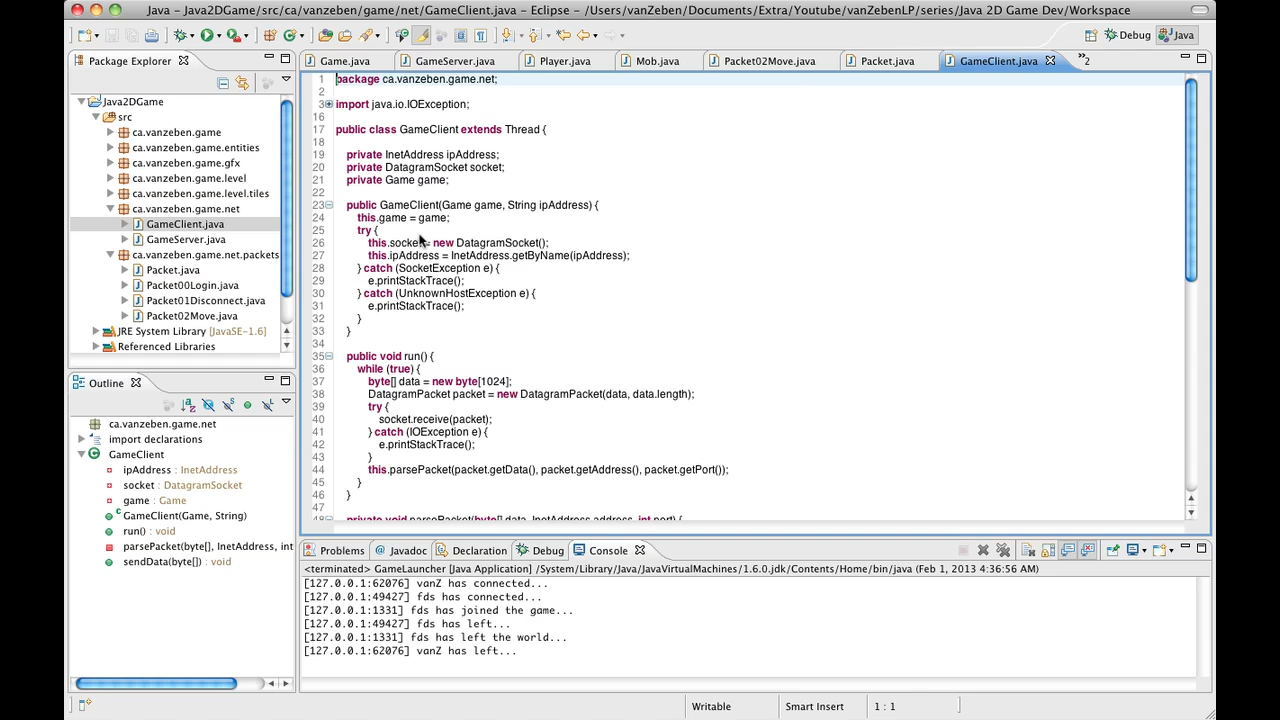 Java - Java2DGame/src/ca/vanzeben/game/net/GameClient.java - Eclipse - /Users/vanZeben/Documents/Extra/Youtube/vanZebenLP/series/Java 2D Game Dev/Workspace
Debug
Java
Package Explorer
Java2DGame
src
ca.vanzeben.game
ca.vanzeben.game.entities
ca.vanzeben.game.gfx
ca.vanzeben.game.level
ca.vanzeben.game.level.tiles
ca.vanzeben.game.net
GameClient.java
GameServer.java
ca.vanzeben.game.net.packets
Packet.java
Packet00Login.java
Packet01Disconnect.java
Packet02Move.java
JRE System Library [JavaSE-1.6]
Referenced Libraries
Outline
ca.vanzeben.game.net
import declarations
GameClient
ipAddress : InetAddress
socket : DatagramSocket
game : Game
GameClient(Game, String)
run() : void
parsePacket(byte[], InetAddress, int
sendData(byte[]) : void
Game.java
GameServer.java
Player.java
Mob.java
Packet02Move.java
Packet.java
GameClient.java
»2
1 package ca.vanzeben.game.net;
2
3 import java.io.IOException;
16
17 public class GameClient extends Thread {
18
19 private InetAddress ipAddress;
20 private DatagramSocket socket;
21 private Game game;
22
23 public GameClient(Game game, String ipAddress) {
24 this.game = game;
25 try {
26 this.socket = new DatagramSocket();
27 this.ipAddress = InetAddress.getByName(ipAddress);
28 } catch (SocketException e) {
29 e.printStackTrace();
30 } catch (UnknownHostException e) {
31 e.printStackTrace();
32 }
33 }
34
35 public void run() {
36 while (true) {
37 byte[] data = new byte[1024];
38 DatagramPacket packet = new DatagramPacket(data, data.length);
39 try {
40 socket.receive(packet);
41 } catch (IOException e) {
42 e.printStackTrace();
43 }
44 this.parsePacket(packet.getData(), packet.getAddress(), packet.getPort());
45 }
46 }
47
48 private void parsePacket(byte[] data, InetAddress address, int port) {
Problems
Javadoc
Declaration
Debug
Console
<terminated> GameLauncher [Java Application] /System/Library/Java/JavaVirtualMachines/1.6.0.jdk/Contents/Home/bin/java (Feb 1, 2013 4:36:56 AM)
[127.0.0.1:62076] vanZ has connected...
[127.0.0.1:49427] fds has connected...
[127.0.0.1:1331] fds has joined the game...
[127.0.0.1:49427] fds has left...
[127.0.0.1:1331] fds has left the world...
[127.0.0.1:62076] vanZ has left...
Writable
Smart Insert
1 : 1